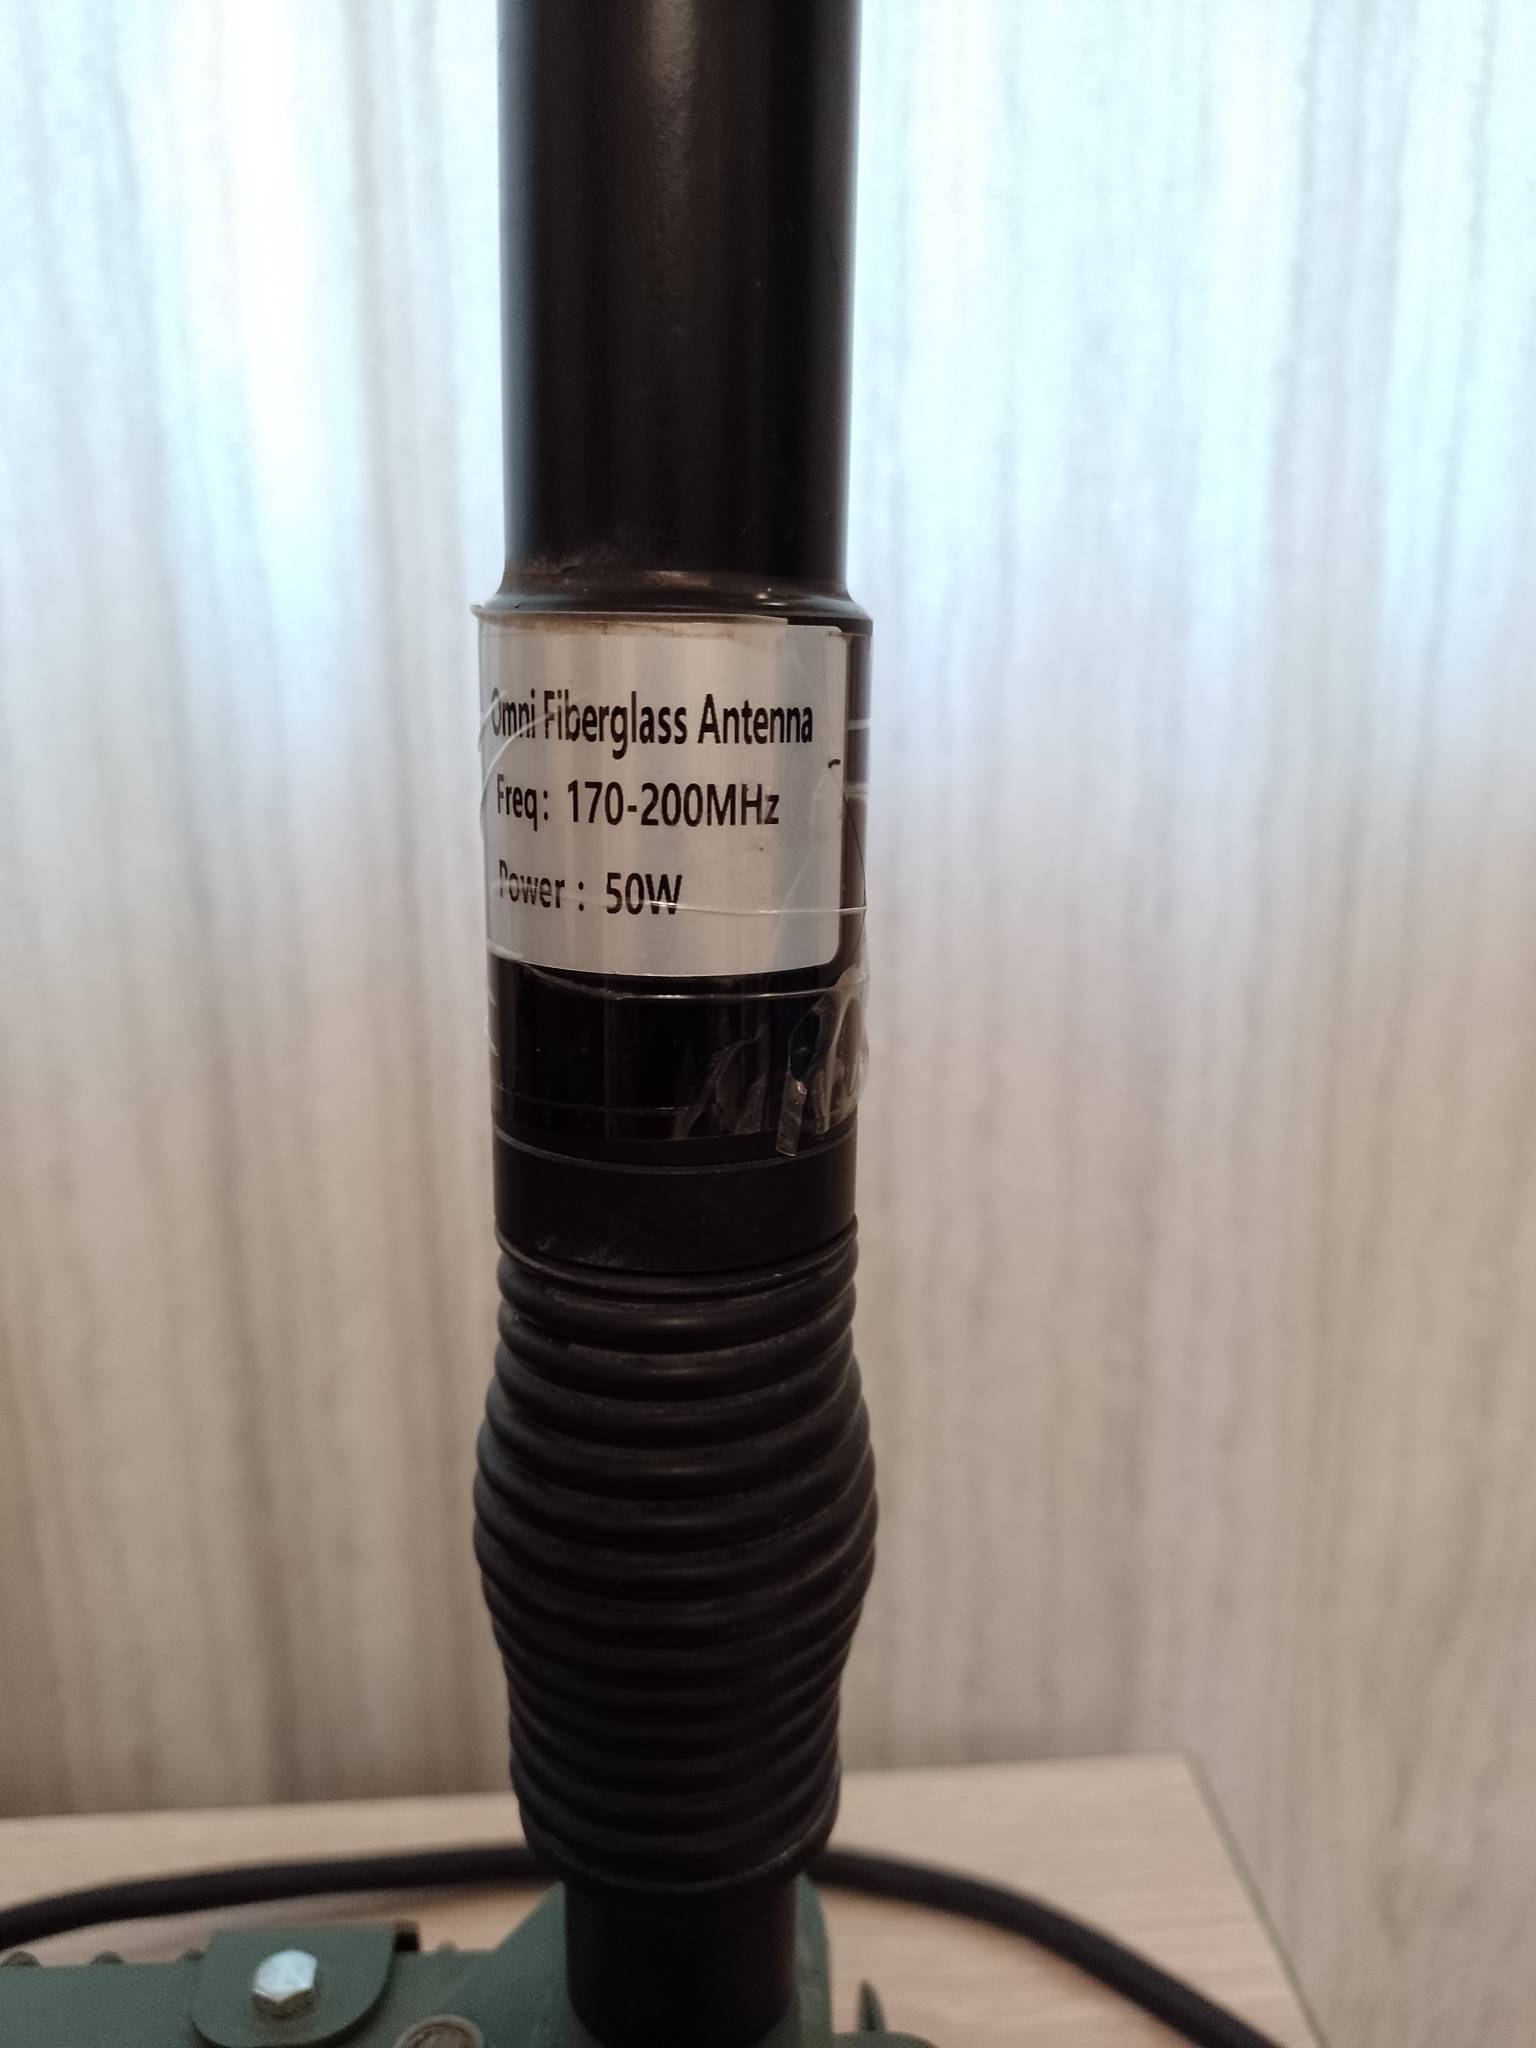 Omni Fiberglass Antenna
Freq: 170-200MHz
Power : 50W